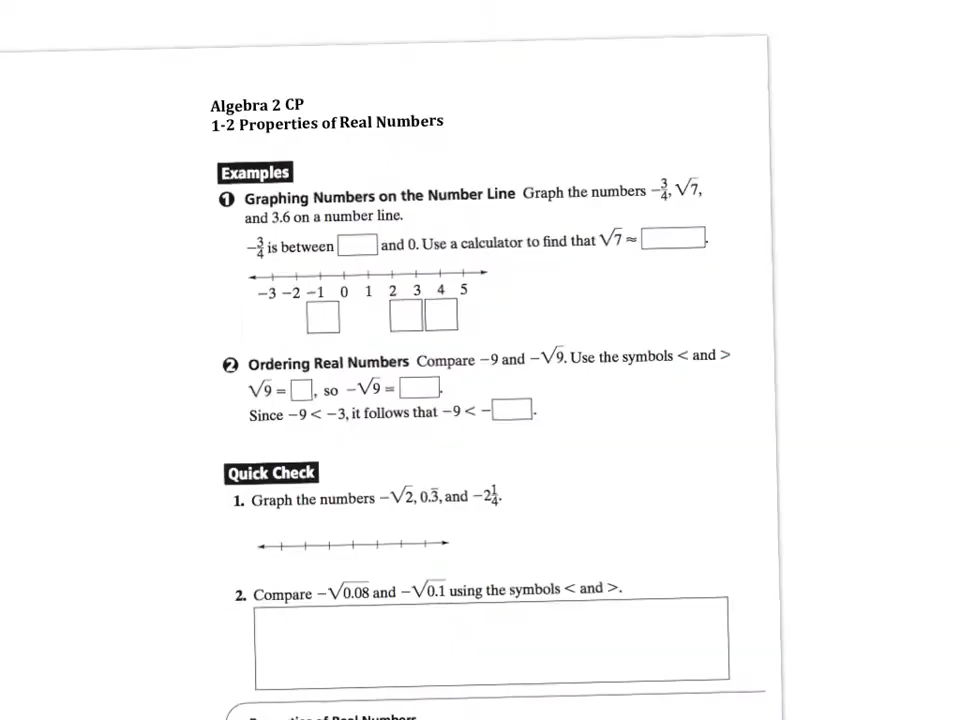 Algebra 2 CP
1-2 Properties of Real Numbers
Examples
1 Graphing Numbers on the Number Line Graph the numbers −3/4, √7,
and 3.6 on a number line.
−3/4 is between and 0. Use a calculator to find that √7 ≈ .
−3 −2 −1 0 1 2 3 4 5
2 Ordering Real Numbers Compare −9 and −√9. Use the symbols < and >
√9 = , so −√9 = .
Since −9 < −3, it follows that −9 < − .
Quick Check
1. Graph the numbers −√2, 0.3̅, and −2 1/4.
2. Compare −√0.08 and −√0.1 using the symbols < and >.